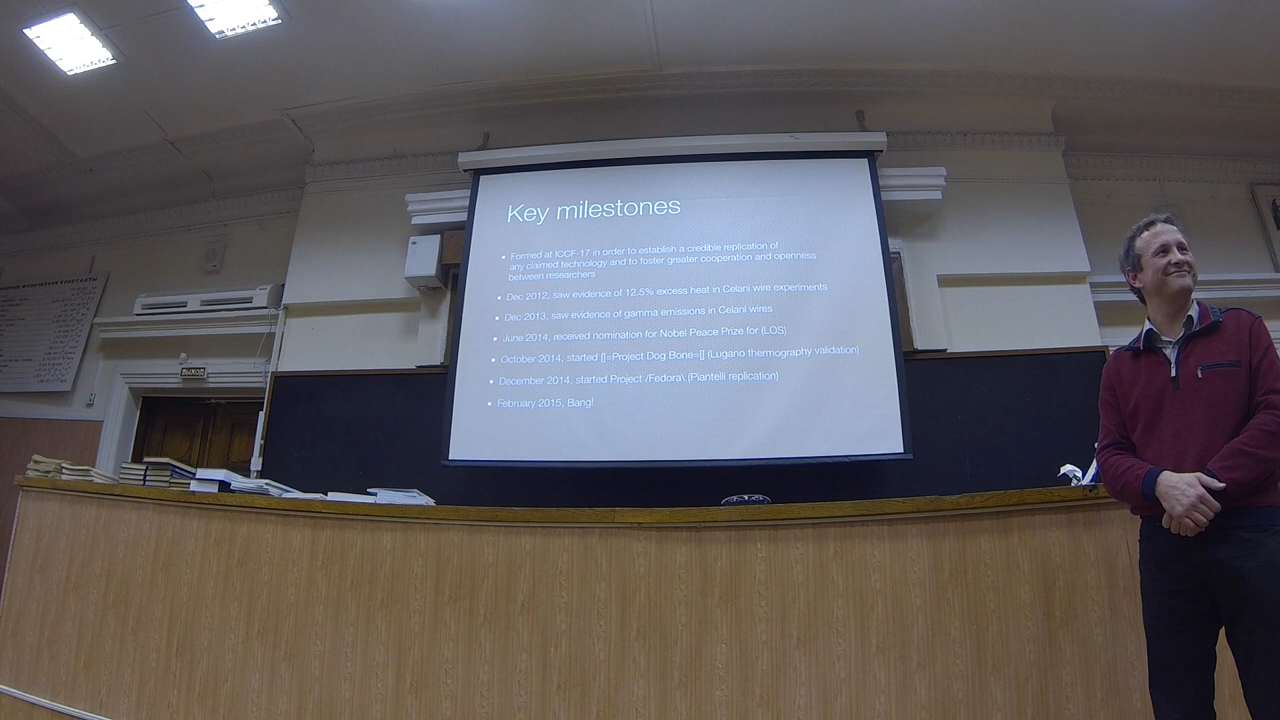 Key milestones
Formed at ICCF-17 in order to establish a credible replication of
any claimed technology and to foster greater cooperation and openness
between researchers
Dec 2012, saw evidence of 12.5% excess heat in Celani wire experiments
Dec 2013, saw evidence of gamma emissions in Celani wires
June 2014, received nomination for Nobel Peace Prize for (LOS)
October 2014, started []=Project Dog Bone=[] (Lugano thermography validation)
December 2014, started Project /Fedora\ (Piantelli replication)
February 2015, Bang!
ФИЗИЧЕСКИЕ КОНСТАНТЫ
ВЫХОД